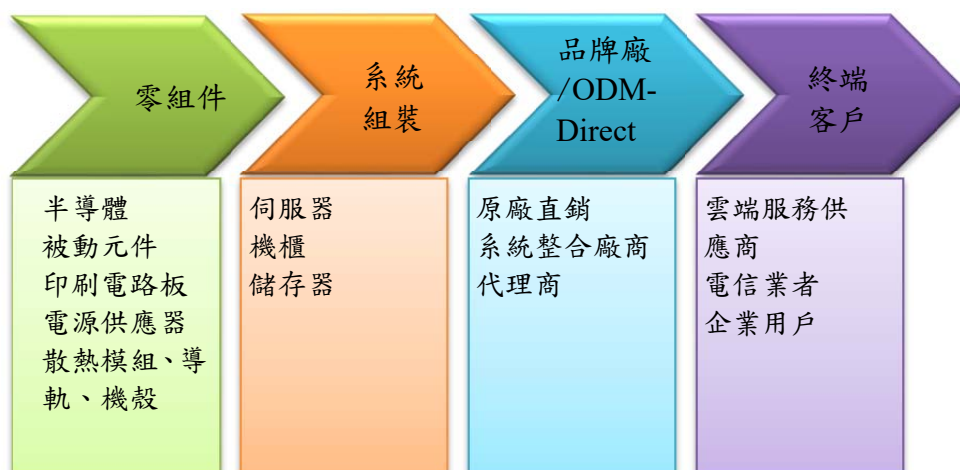 零組件
半導體
被動元件
印刷電路板
電源供應器
散熱模組、導
軌、機殼
系統
組裝
伺服器
機櫃
儲存器
品牌廠
/ODM-
Direct
原廠直銷
系統整合廠商
代理商
終端
客戶
雲端服務供
應商
電信業者
企業用戶